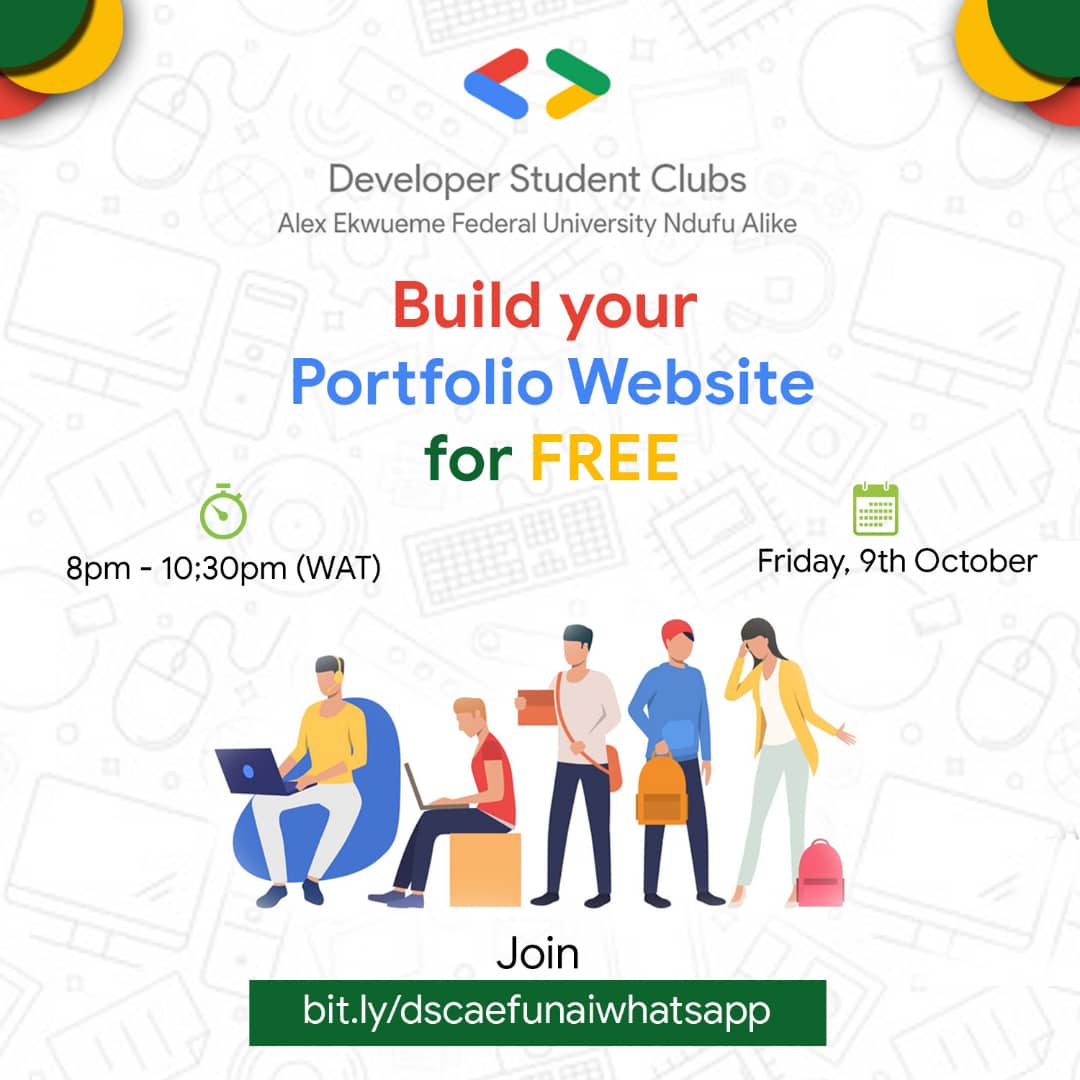 Developer Student Clubs
Alex Ekwueme Federal University Ndufu Alike
Build your
Portfolio Website
for FREE
8pm - 10;30pm (WAT)
Friday, 9th October
Join
bit.ly/dscaefunaiwhatsapp